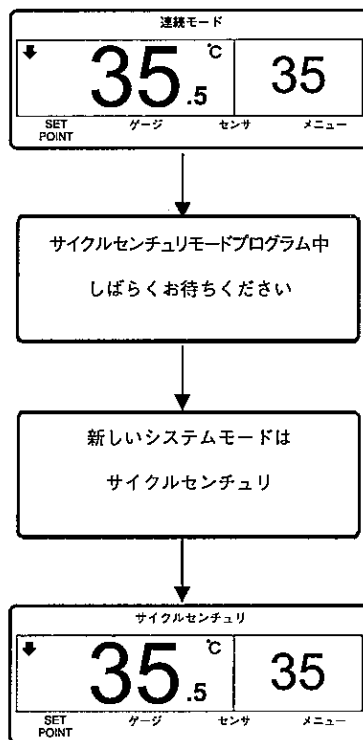 連続モード
35.5 ℃ 35
SET POINT ゲージ センサ メニュー
サイクルセンチュリモードプログラム中
しばらくお待ちください
新しいシステムモードは
サイクルセンチュリ
サイクルセンチュリ
35.5 ℃ 35
SET POINT ゲージ センサ メニュー